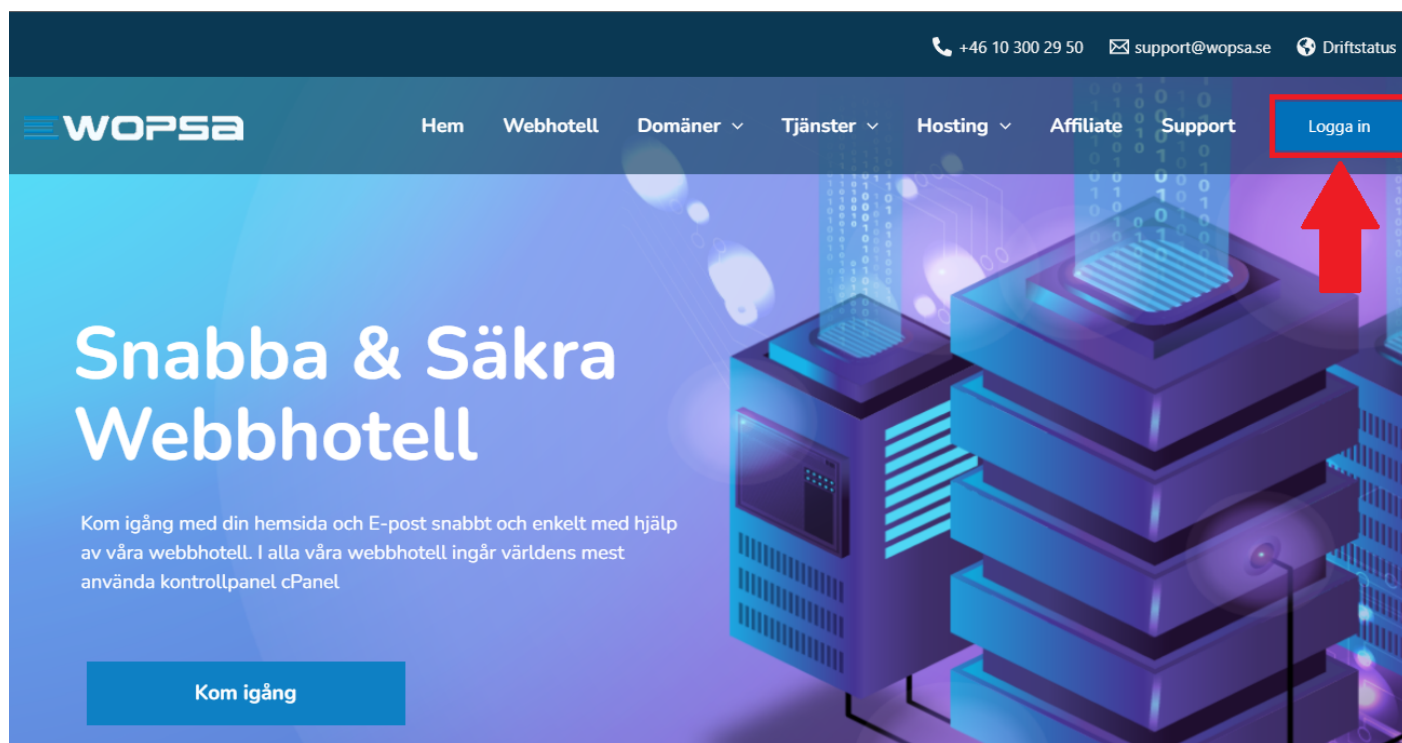 +46 10 300 29 50 support@wopsa.se Driftstatus
WOPSA Hem Webhotell Domäner Tjänster Hosting Affiliate Support Logga in
Snabba & Säkra
Webbhotell
Kom igång med din hemsida och E-post snabbt och enkelt med hjälp
av våra webbhotell. I alla våra webbhotell ingår världens mest
använda kontrollpanel cPanel
Kom igång